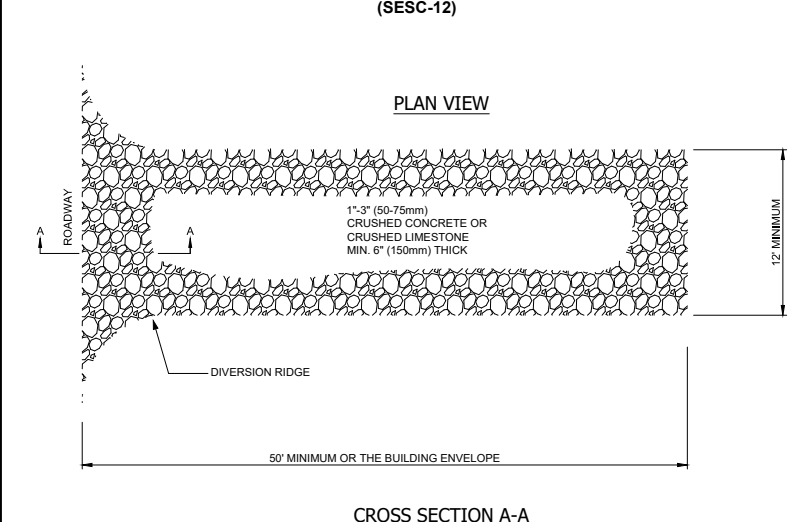 (SESC-12)
PLAN VIEW
1"-3" (50-75mm)
CRUSHED CONCRETE OR
CRUSHED LIMESTONE
MIN. 6" (150mm) THICK
ROADWAY
A
A
12' MINIMUM
DIVERSION RIDGE
50' MINIMUM OR THE BUILDING ENVELOPE
CROSS SECTION A-A